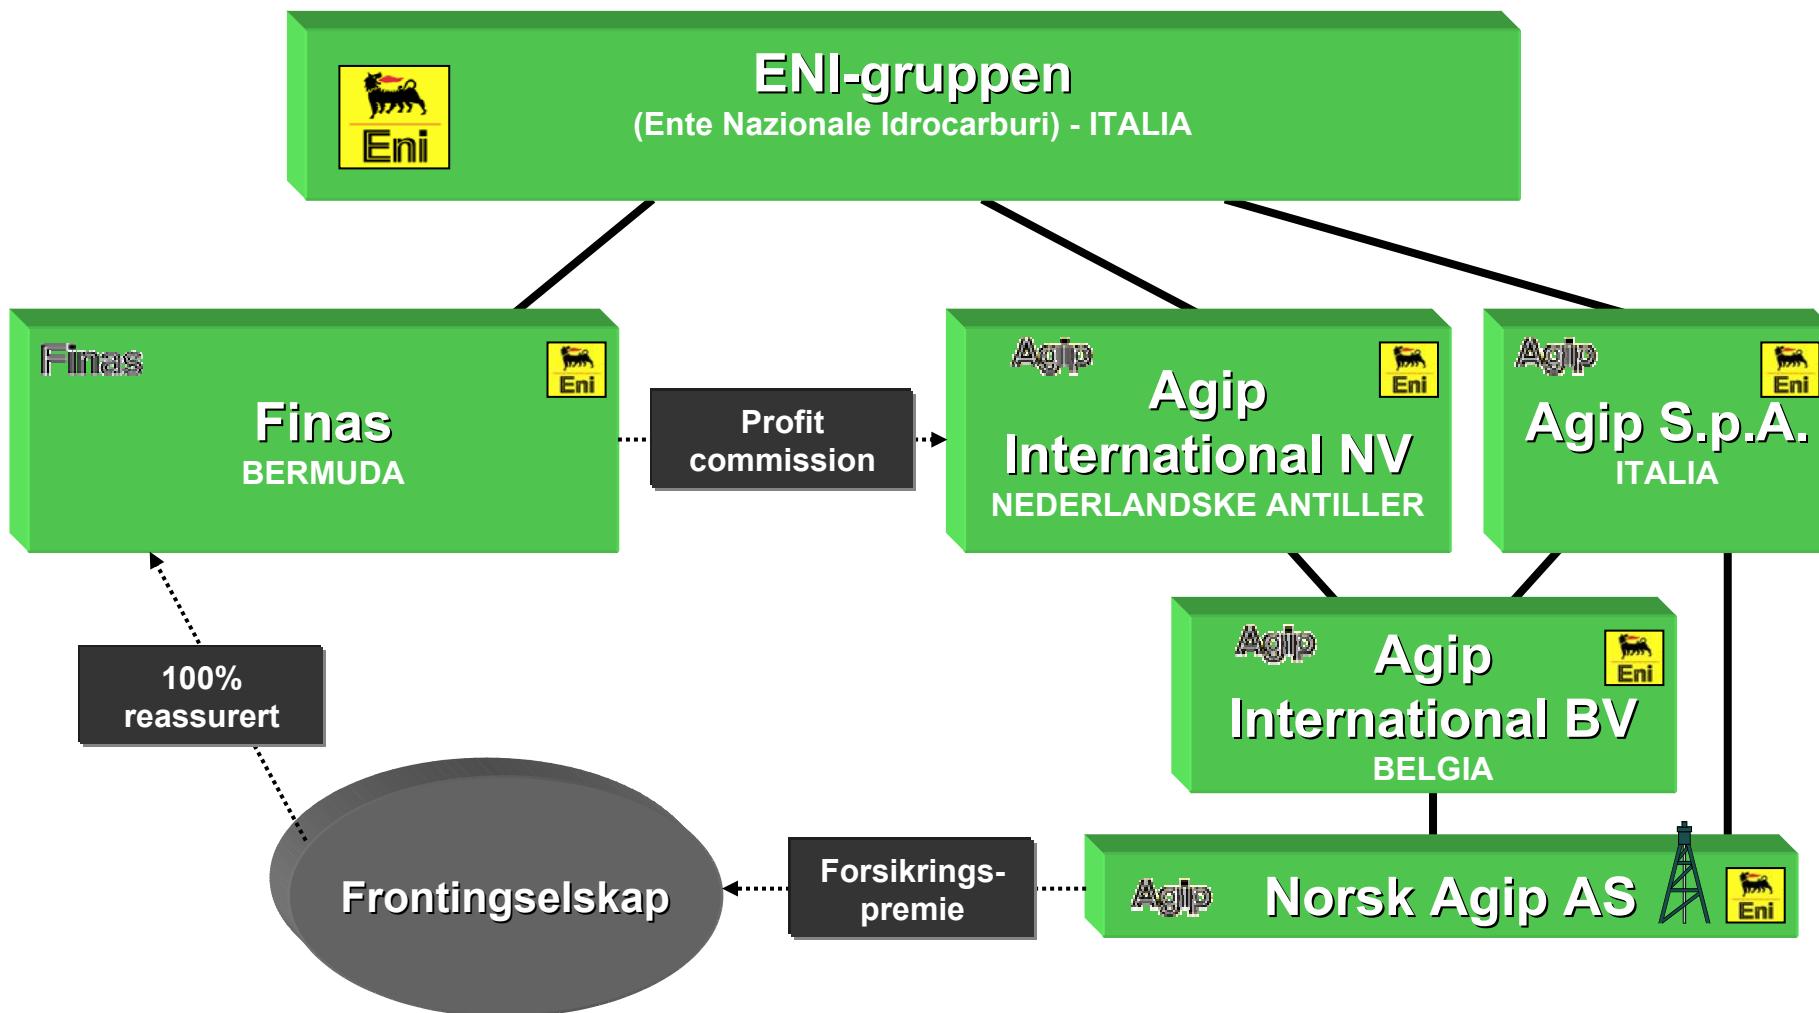 ENI-gruppen
(Ente Nazionale Idrocarburi) - ITALIA
Eni
Finas
Eni
Finas
BERMUDA
Profit
commission
Agip
Eni
Agip
International NV
NEDERLANDSKE ANTILLER
Agip
Eni
Agip S.p.A.
ITALIA
100%
reassurert
Agip
Eni
Agip
International BV
BELGIA
Frontingselskap
Forsikrings-
premie
Agip
Norsk Agip AS
Eni